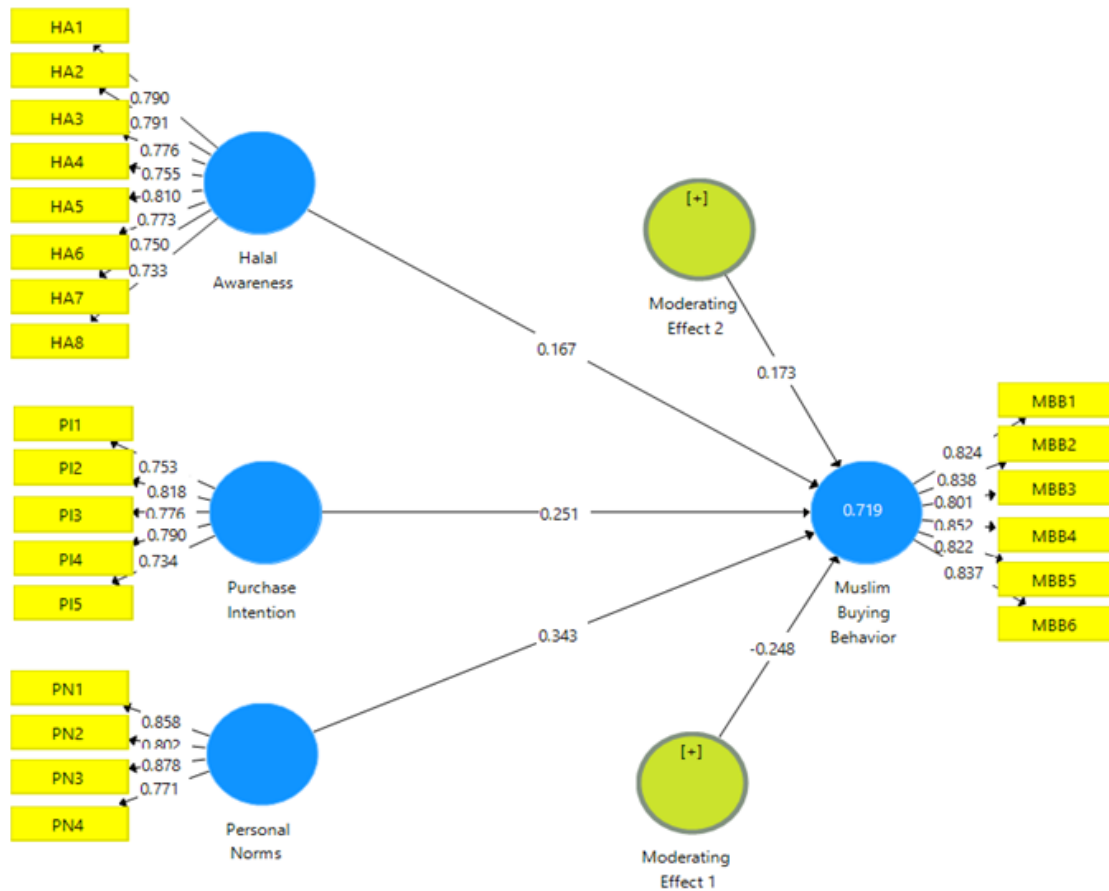 HA1
HA2
HA3
HA4
HA5
HA6
HA7
HA8
0.790
0.791
0.776
0.755
0.810
0.773
0.750
0.733
Halal
Awareness
[+]
Moderating
Effect 2
0.167
0.173
PI1
PI2
PI3
PI4
PI5
0.753
0.818
0.776
0.790
0.734
Purchase
Intention
0.251
0.719
Muslim
Buying
Behavior
MBB1
MBB2
MBB3
MBB4
MBB5
MBB6
0.824
0.838
0.801
0.852
0.822
0.837
0.343
-0.248
PN1
PN2
PN3
PN4
0.858
0.802
0.878
0.771
Personal
Norms
[+]
Moderating
Effect 1